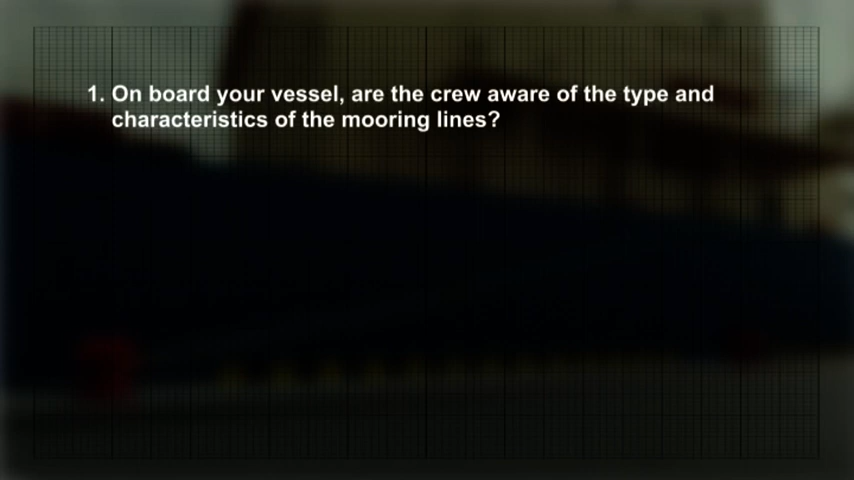 1. On board your vessel, are the crew aware of the type and
characteristics of the mooring lines?